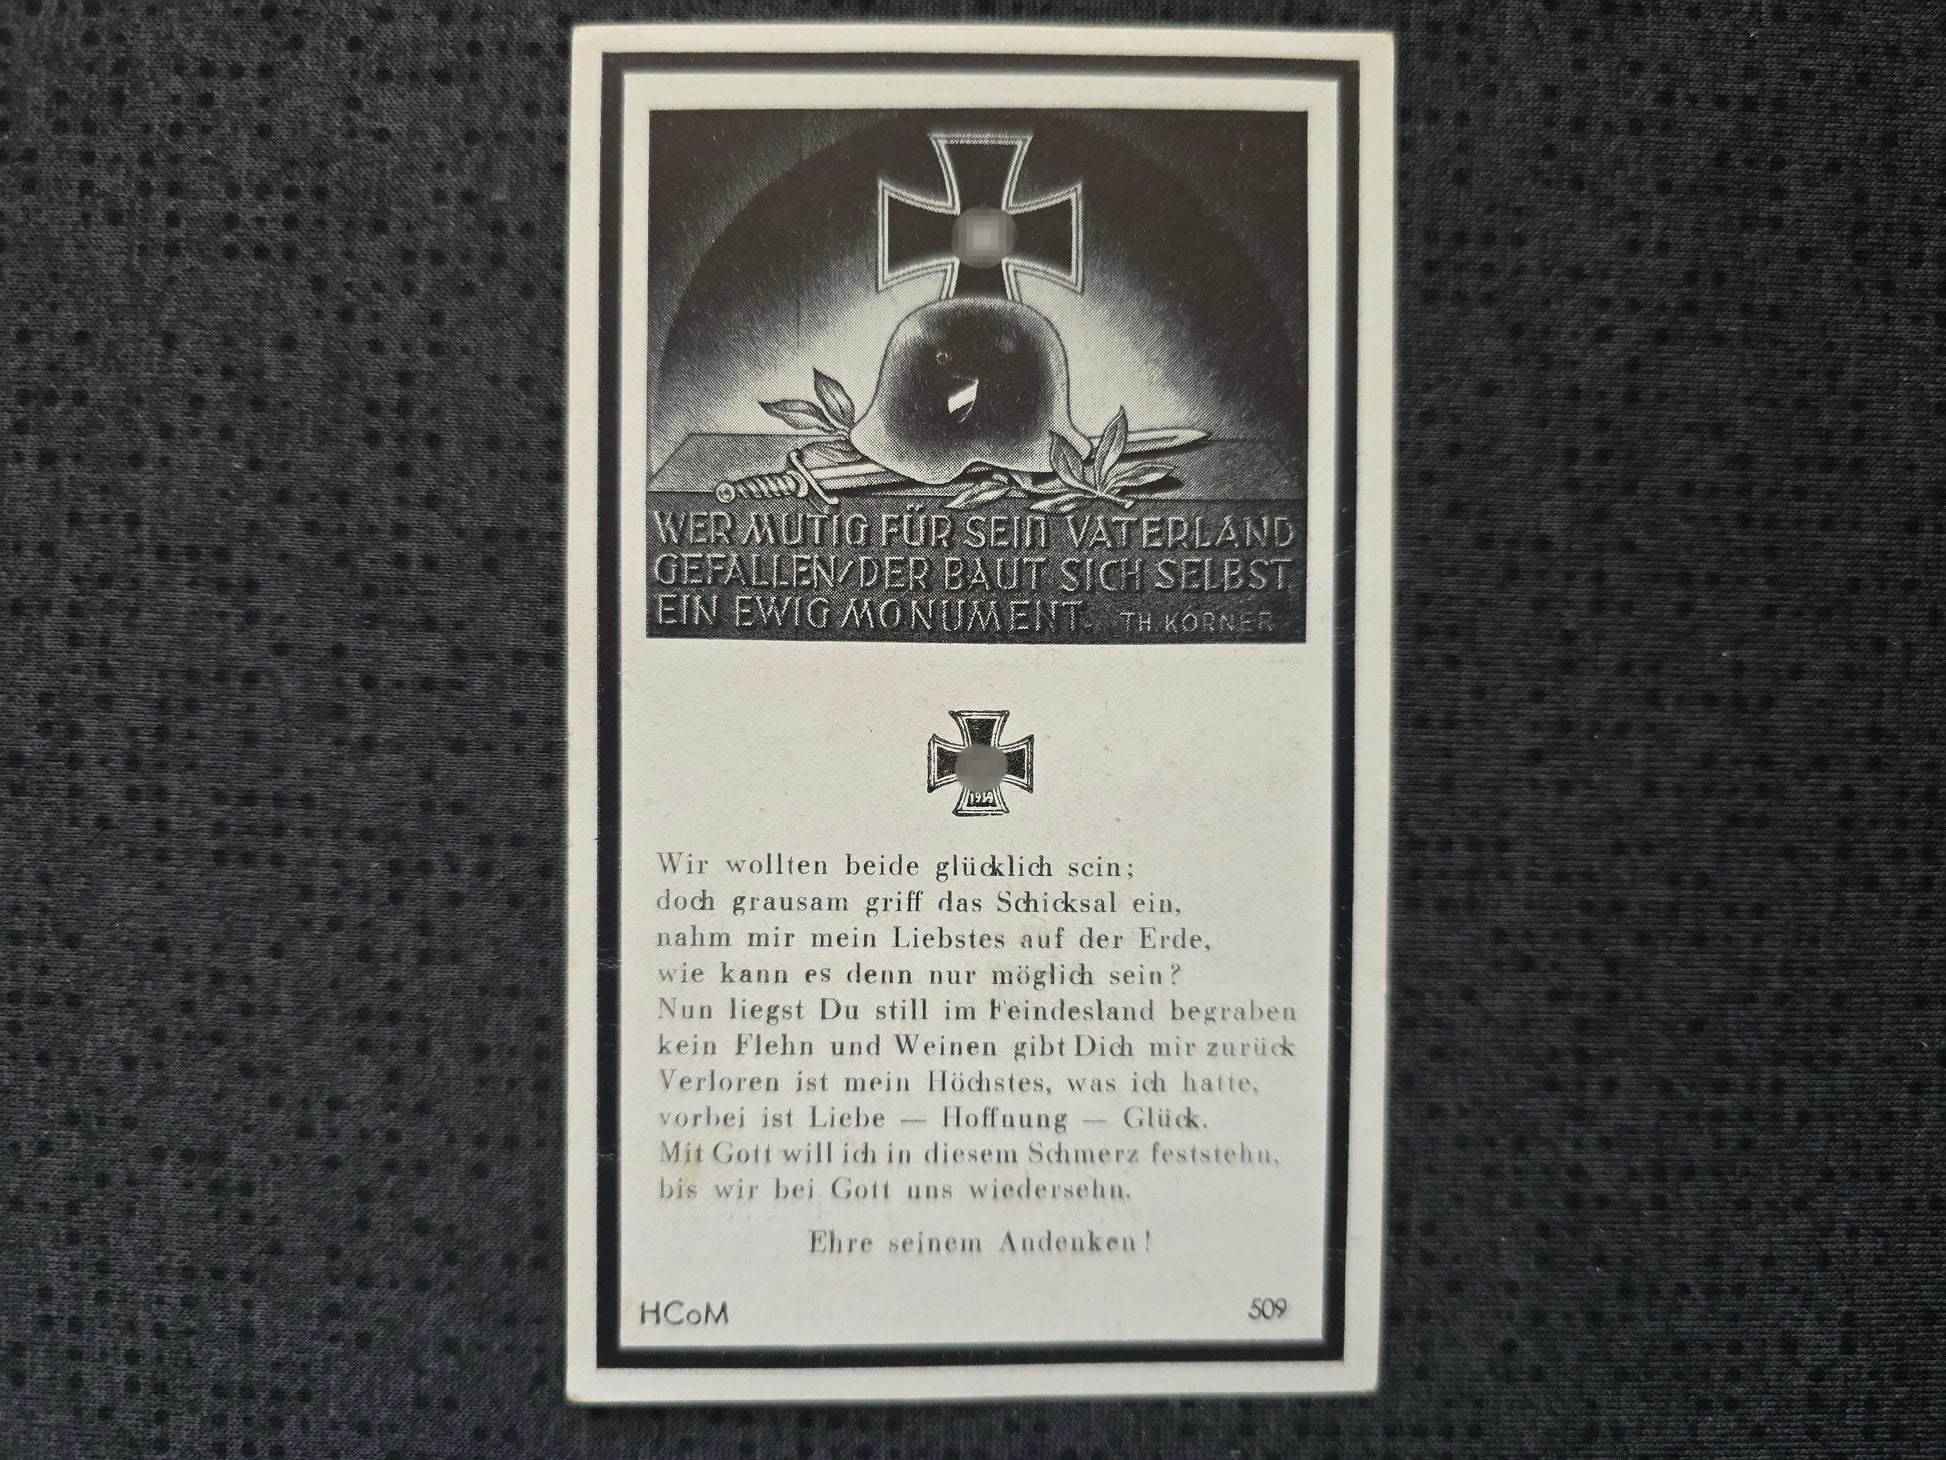 WER MUTIG FÜR SEIN VATERLAND
GEFALLEN/DER BAUT SICH SELBST
EIN EWIG MONUMENT. TH. KÖRNER
1939
Wir wollten beide glücklich sein;
doch grausam griff das Schicksal ein,
nahm mir mein Liebstes auf der Erde,
wie kann es denn nur möglich sein?
Nun liegst Du still im Feindesland begraben
kein Flehn und Weinen gibt Dich mir zurück
Verloren ist mein Höchstes, was ich hatte,
vorbei ist Liebe — Hoffnung — Glück.
Mit Gott will ich in diesem Schmerz feststehn,
bis wir bei Gott uns wiedersehn.
Ehre seinem Andenken!
HCoM 509